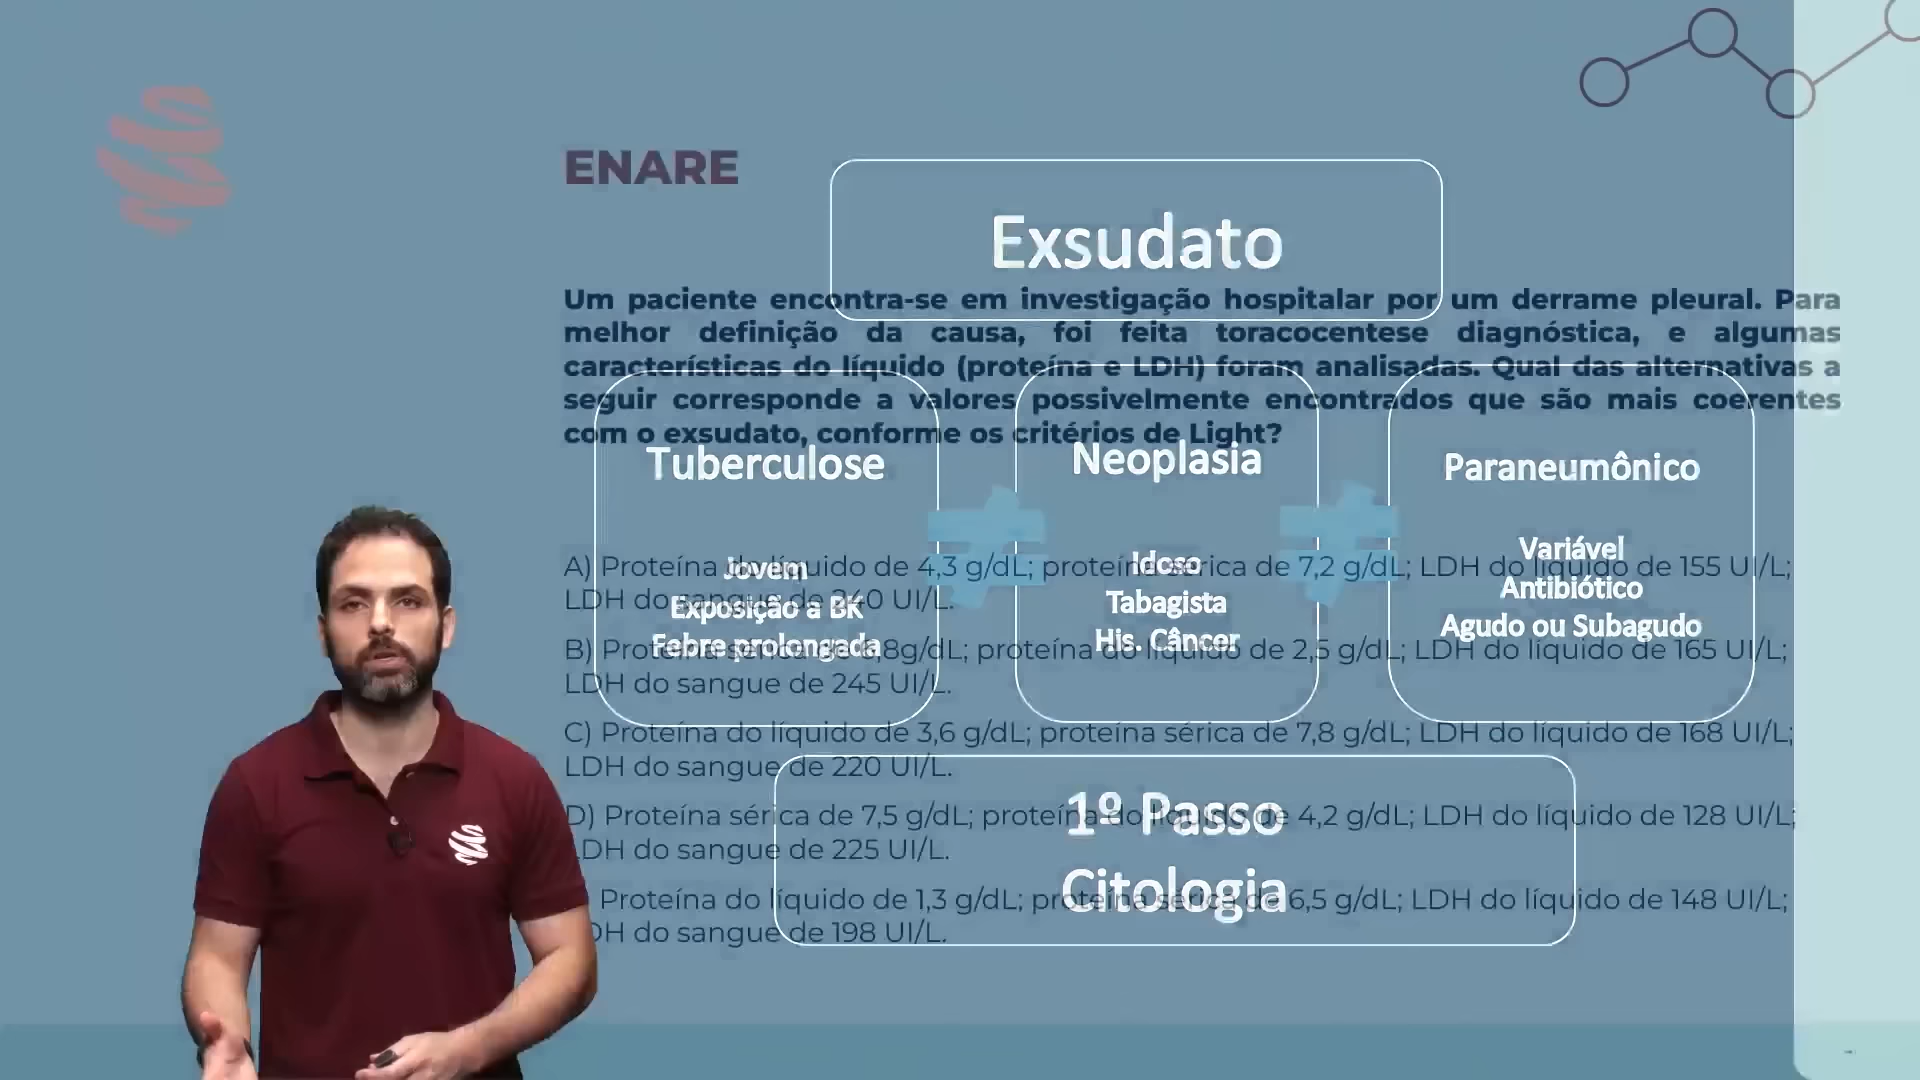 ENARE
Exsudato
Um paciente encontra-se em investigação hospitalar por um derrame pleural. Para
melhor definição da causa, foi feita toracocentese diagnóstica, e algumas
características do líquido (proteína e LDH) foram analisadas. Qual das alternativas a
seguir corresponde a valores possivelmente encontrados que são mais coerentes
com o exsudato, conforme os critérios de Light?
Tuberculose
Jovem
Exposição a BK
Febre prolongada
≠
Neoplasia
Idoso
Tabagista
His. Câncer
≠
Paraneumônico
Variável
Antibiótico
Agudo ou Subagudo
A) Proteína do líquido de 4,3 g/dL; proteína sérica de 7,2 g/dL; LDH do líquido de 155 UI/L;
LDH do sangue de 240 UI/L.
B) Proteína sérica de ,8g/dL; proteína do líquido de 2,5 g/dL; LDH do líquido de 165 UI/L;
LDH do sangue de 245 UI/L.
C) Proteína do líquido de 3,6 g/dL; proteína sérica de 7,8 g/dL; LDH do líquido de 168 UI/L;
LDH do sangue de 220 UI/L.
D) Proteína sérica de 7,5 g/dL; proteína do líquido de 4,2 g/dL; LDH do líquido de 128 UI/L;
LDH do sangue de 225 UI/L.
) Proteína do líquido de 1,3 g/dL; proteína sérica de 6,5 g/dL; LDH do líquido de 148 UI/L;
DH do sangue de 198 UI/L.
1º Passo
Citologia